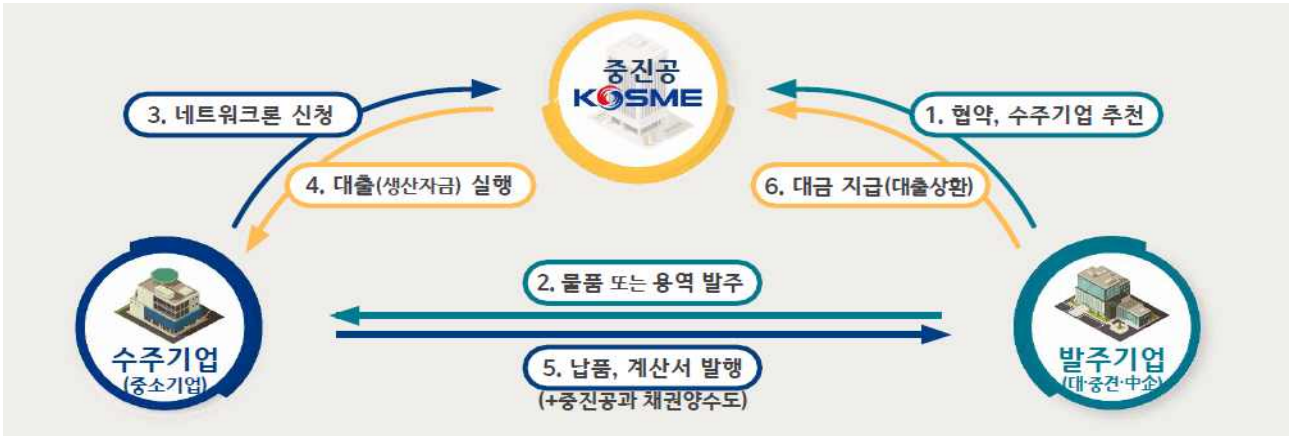 중진공
KOSME
3. 네트워크론 신청
1. 협약, 수주기업 추천
4. 대출(생산자금) 실행
6. 대금 지급(대출상환)
2. 물품 또는 용역 발주
수주기업
(중소기업)
발주기업
(대·중견·中企)
5. 납품, 계산서 발행
(+중진공과 채권양수도)